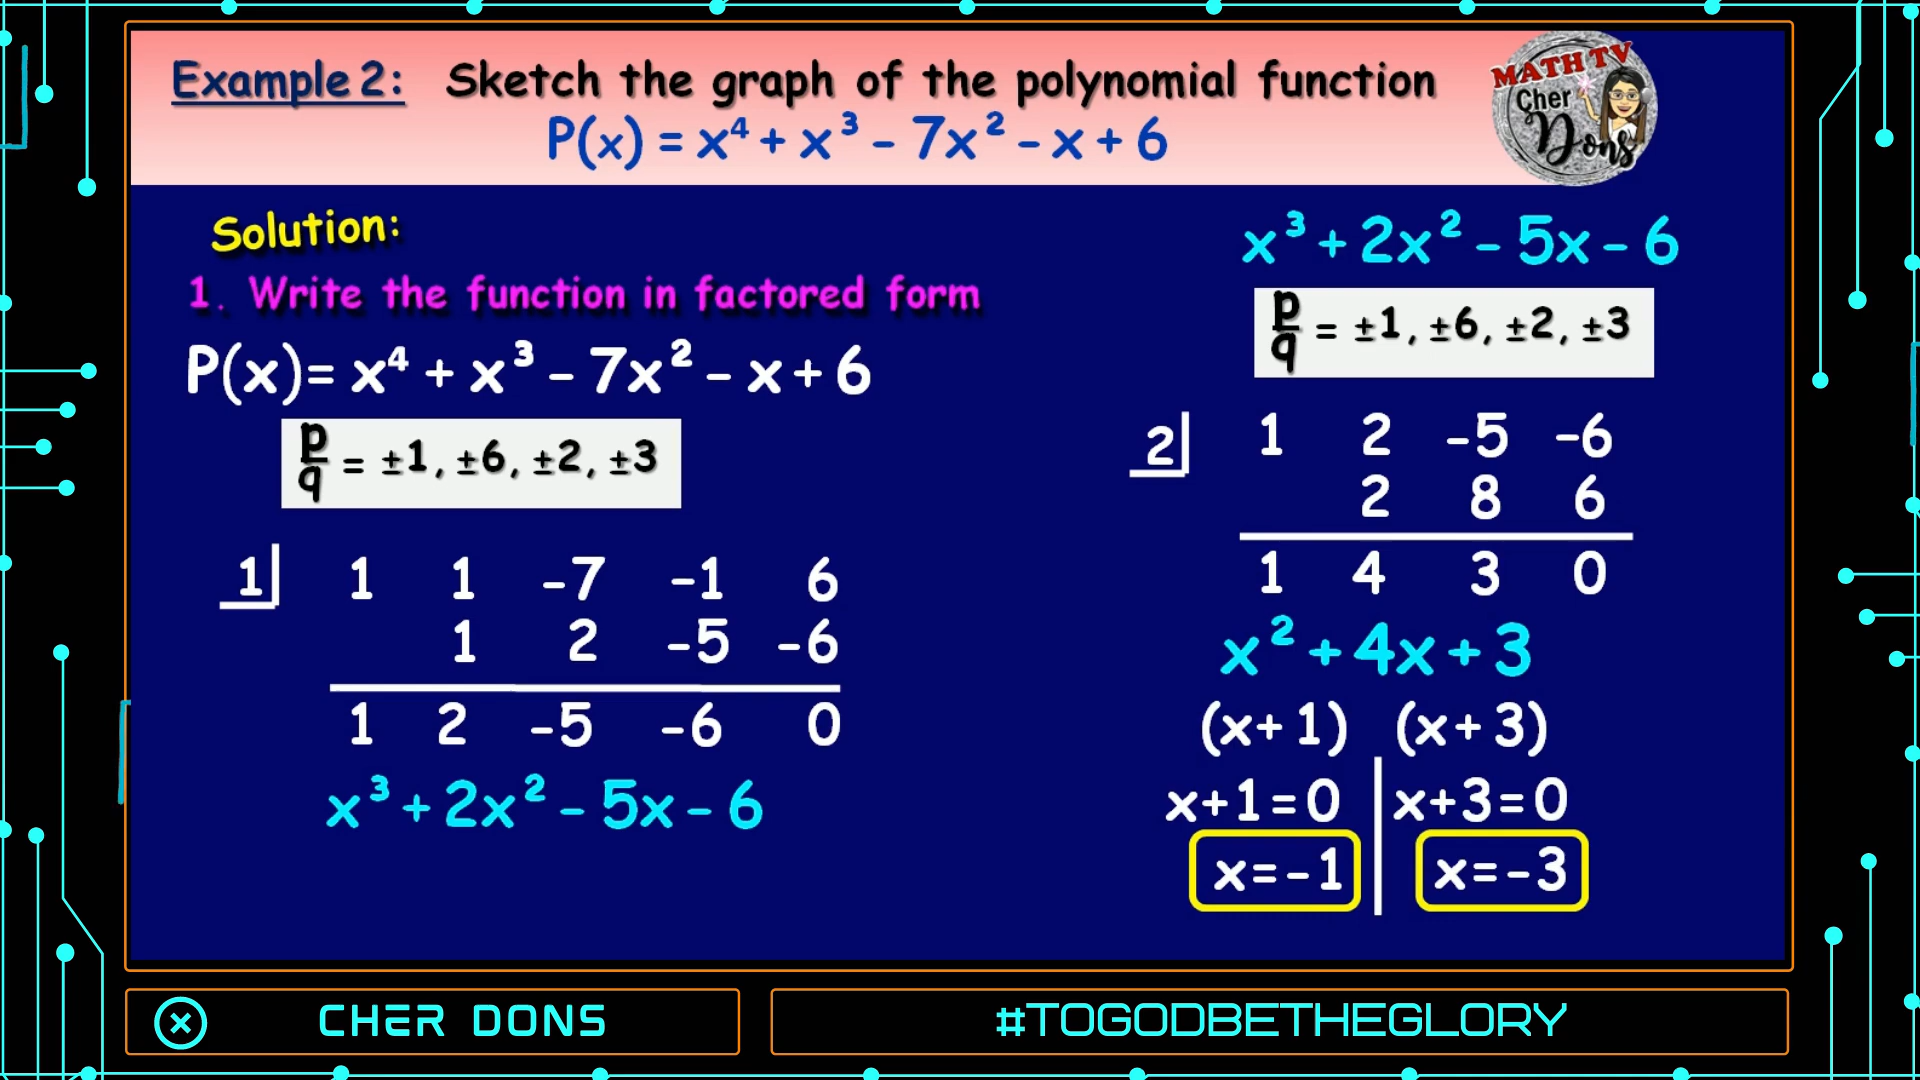 Example 2: Sketch the graph of the polynomial function
P(x) = x⁴ + x³ - 7x² - x + 6
MATH TV
Cher
Dons
Solution:
1. Write the function in factored form
P(x)= x⁴ + x³ - 7x² - x + 6
p/q = ±1, ±6, ±2, ±3
1| 1 1 -7 -1 6
1 2 -5 -6
1 2 -5 -6 0
x³ + 2x² - 5x - 6
x³ + 2x² - 5x - 6
p/q = ±1, ±6, ±2, ±3
2| 1 2 -5 -6
2 8 6
1 4 3 0
x² + 4x + 3
(x+1) (x+3)
x+1=0 x+3=0
x=-1 x=-3
CHER DONS
#TOGODBETHEGLORY